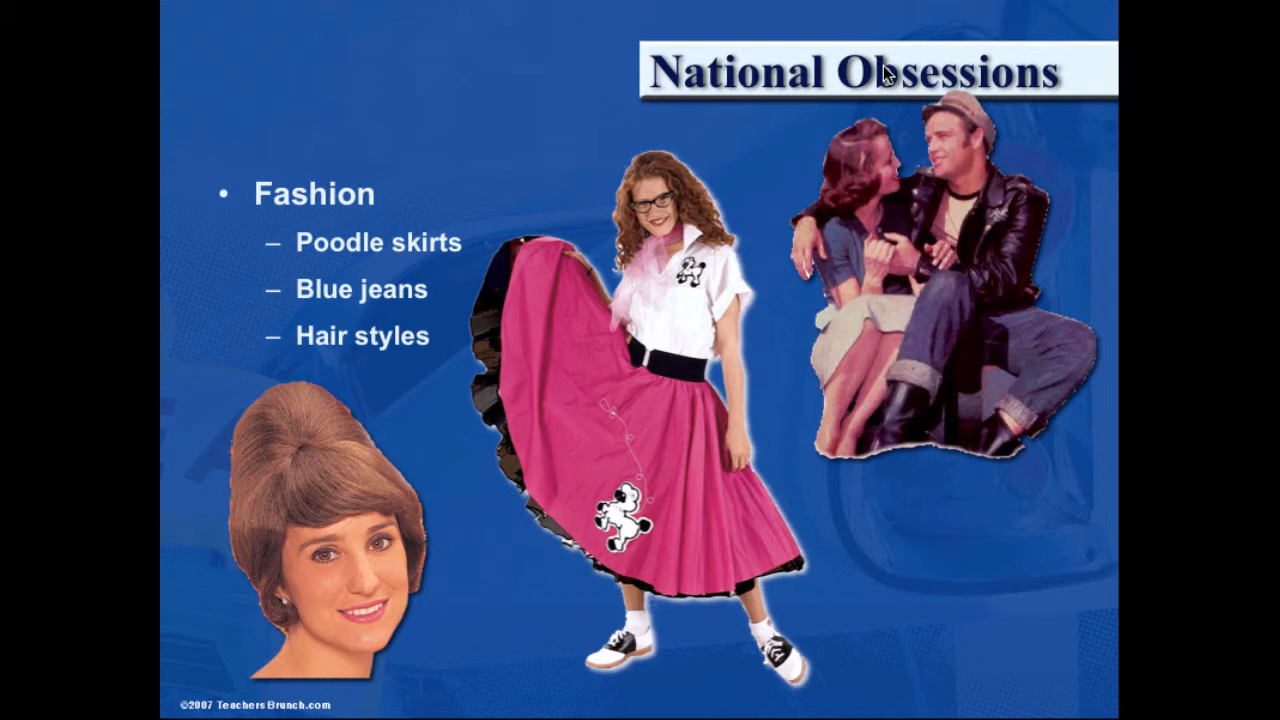 National Obsessions
• Fashion
– Poodle skirts
– Blue jeans
– Hair styles
©2007 TeachersBrunch.com